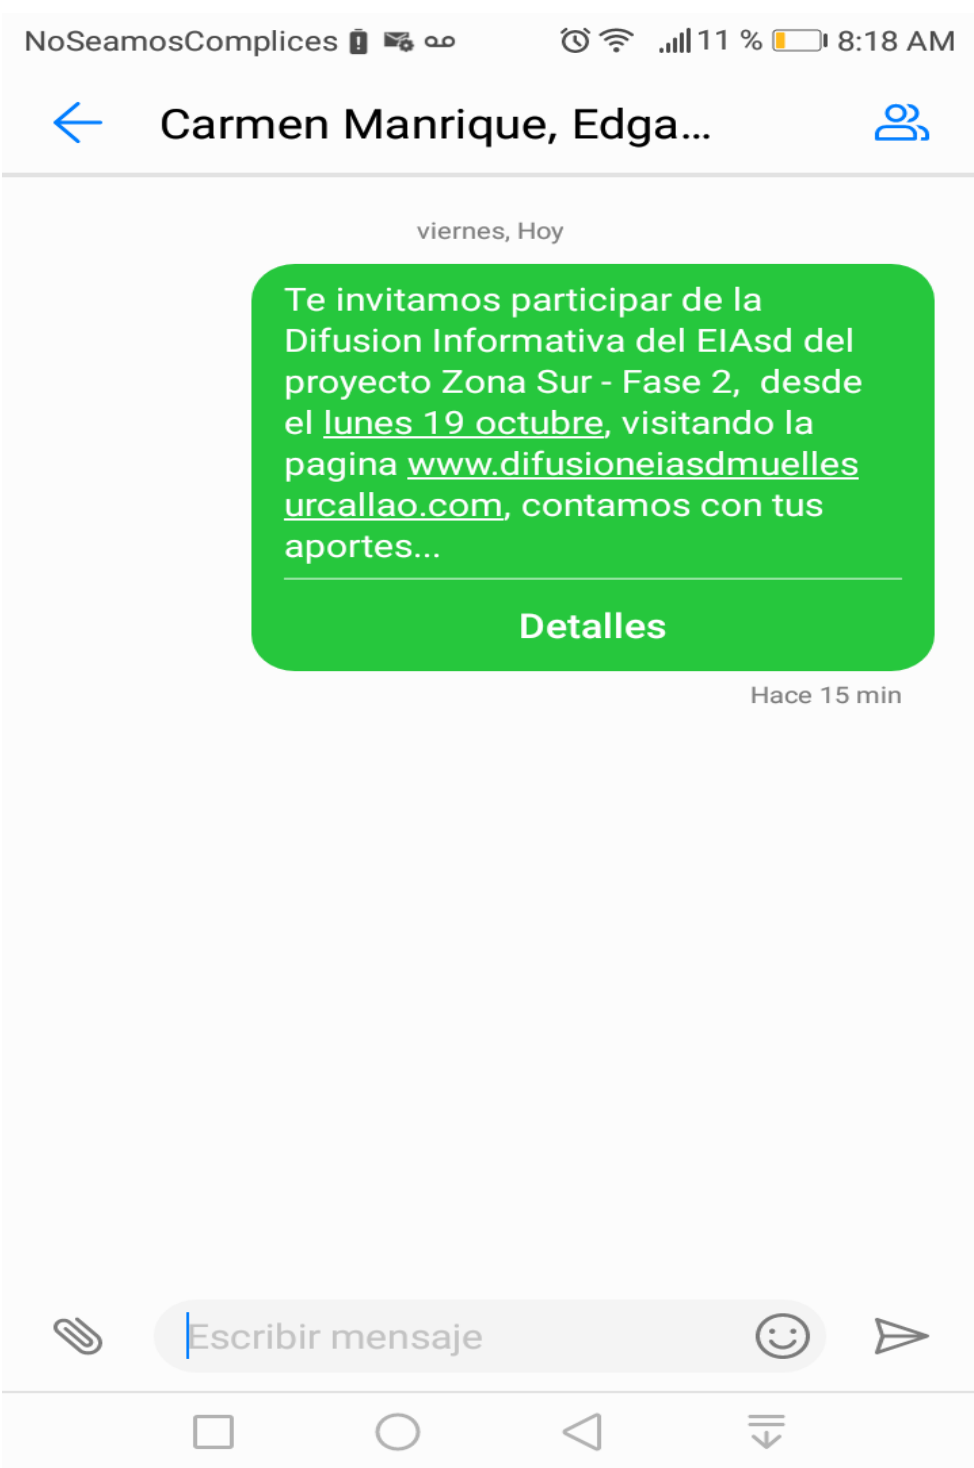 NoSeamosComplices 11 % 8:18 AM
Carmen Manrique, Edga...
viernes, Hoy
Te invitamos participar de la
Difusion Informativa del EIAsd del
proyecto Zona Sur - Fase 2,  desde
el lunes 19 octubre, visitando la
pagina www.difusioneiasdmuelles
urcallao.com, contamos con tus
aportes...
Detalles
Hace 15 min
Escribir mensaje